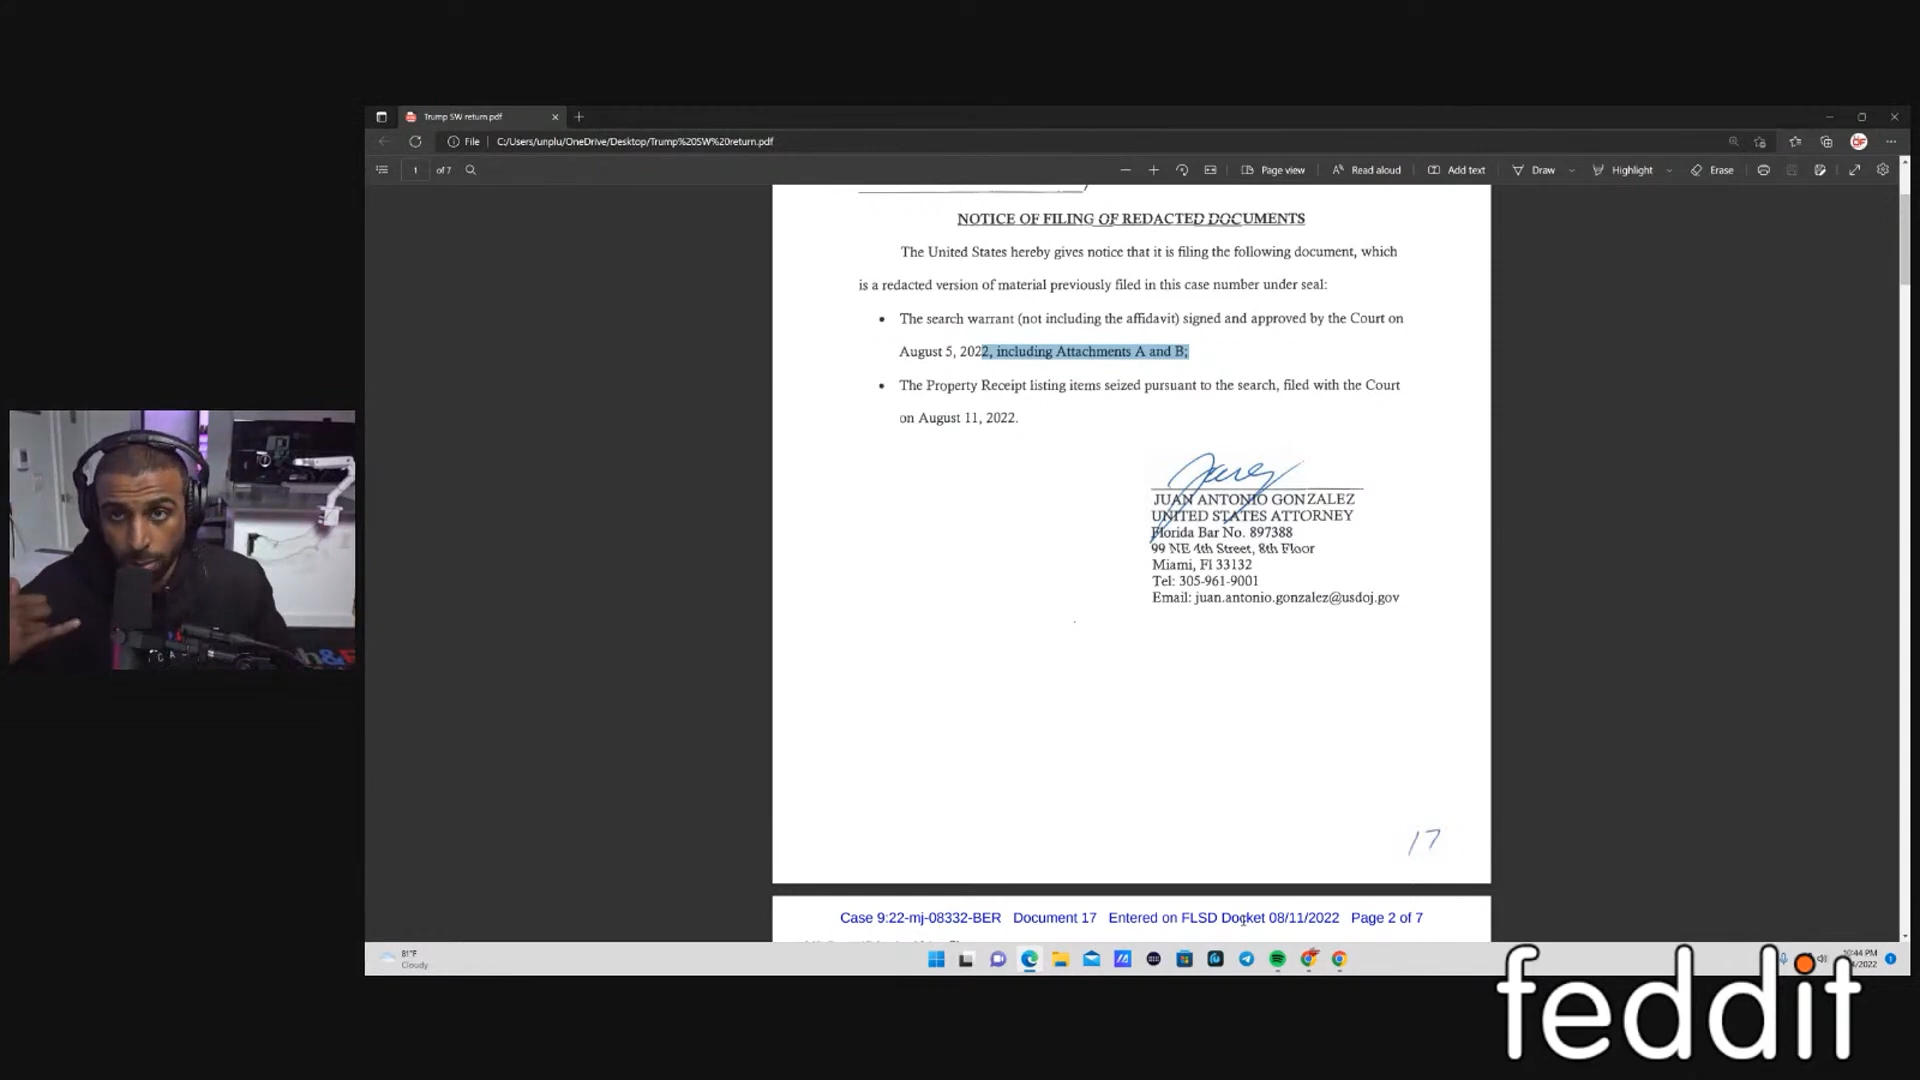 Trump SW return.pdf
File
C:/Users/unplu/OneDrive/Desktop/Trump%20SW%20return.pdf
1 of 7
Page view
Read aloud
Add text
Draw
Highlight
Erase
NOTICE OF FILING OF REDACTED DOCUMENTS
The United States hereby gives notice that it is filing the following document, which
is a redacted version of material previously filed in this case number under seal:
• The search warrant (not including the affidavit) signed and approved by the Court on
August 5, 2022, including Attachments A and B;
• The Property Receipt listing items seized pursuant to the search, filed with the Court
on August 11, 2022.
JUAN ANTONIO GONZALEZ
UNITED STATES ATTORNEY
Florida Bar No. 897388
99 NE 4th Street, 8th Floor
Miami, Fl 33132
Tel: 305-961-9001
Email: juan.antonio.gonzalez@usdoj.gov
17
Case 9:22-mj-08332-BER Document 17 Entered on FLSD Docket 08/11/2022 Page 2 of 7
81°F
Cloudy
:44 PM
/2022
feddit